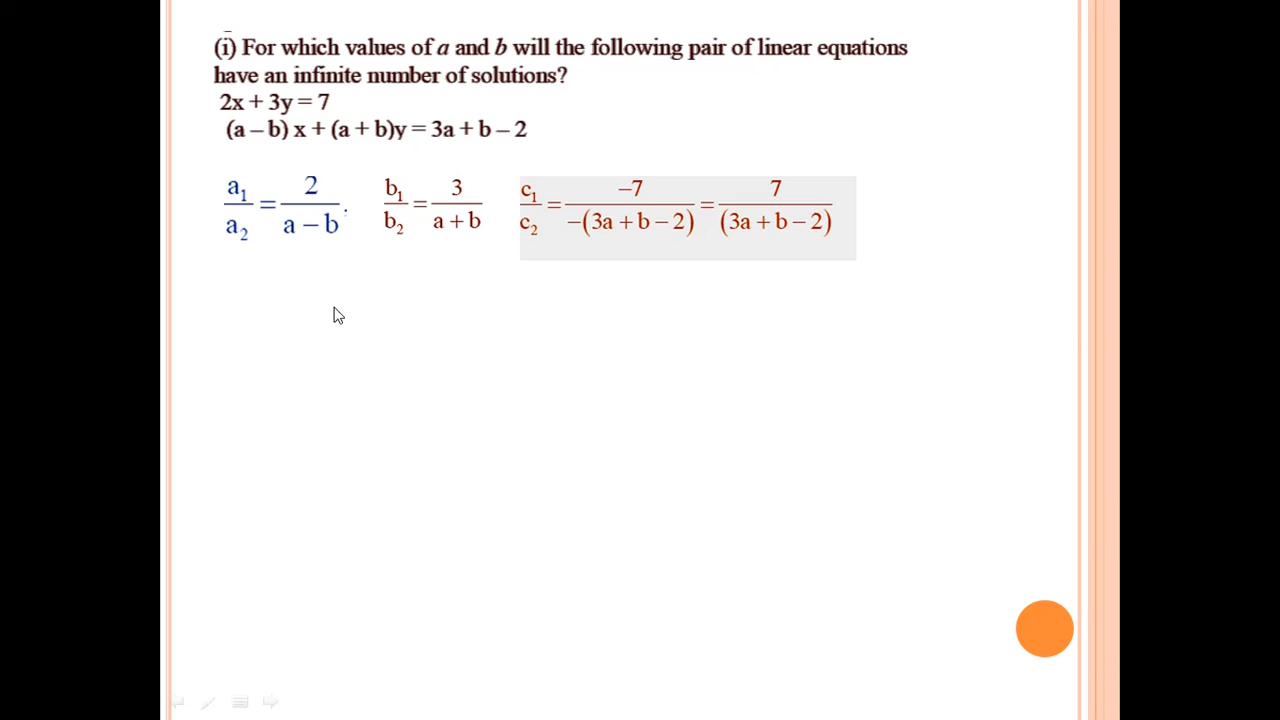 (i) For which values of a and b will the following pair of linear equations
have an infinite number of solutions?
2x + 3y = 7
(a – b) x + (a + b)y = 3a + b – 2
a₁/a₂ = 2/(a – b); b₁/b₂ = 3/(a + b) c₁/c₂ = –7/–(3a + b – 2) = 7/(3a + b – 2)